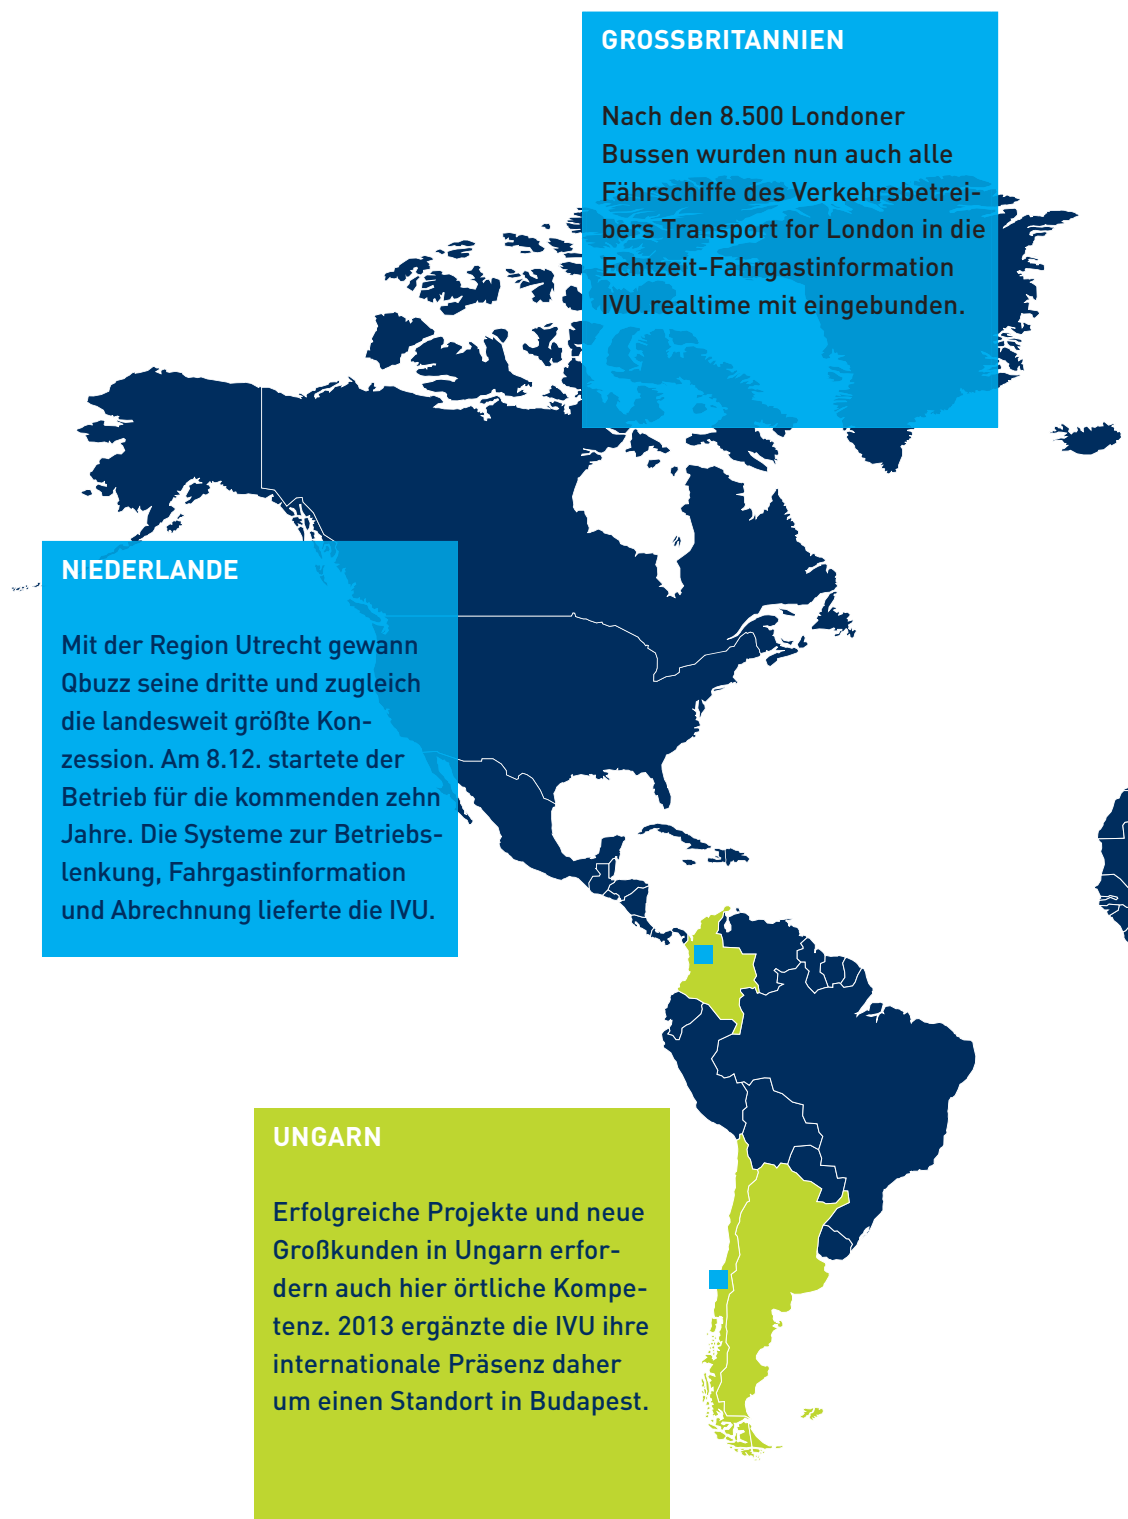 GROSSBRITANNIEN
Nach den 8.500 Londoner
Bussen wurden nun auch alle
Fährschiffe des Verkehrsbetrei-
bers Transport for London in die
Echtzeit-Fahrgastinformation
IVU.realtime mit eingebunden.
NIEDERLANDE
Mit der Region Utrecht gewann
Qbuzz seine dritte und zugleich
die landesweit größte Kon-
zession. Am 8.12. startete der
Betrieb für die kommenden zehn
Jahre. Die Systeme zur Betriebs-
lenkung, Fahrgastinformation
und Abrechnung lieferte die IVU.
UNGARN
Erfolgreiche Projekte und neue
Großkunden in Ungarn erfor-
dern auch hier örtliche Kompe-
tenz. 2013 ergänzte die IVU ihre
internationale Präsenz daher
um einen Standort in Budapest.